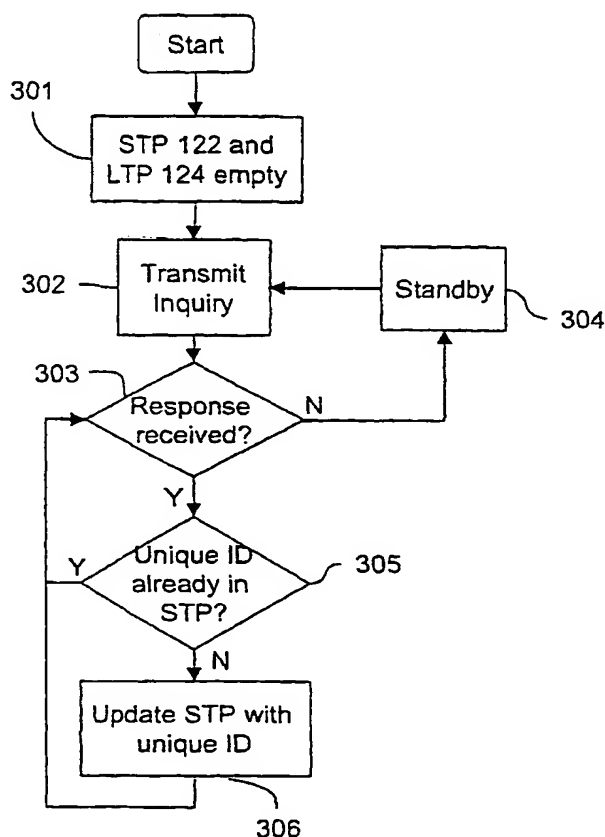 Start
301
STP 122 and
LTP 124 empty
302
Transmit
Inquiry
Standby
304
303
Response
received?
N
Y
Y
Unique ID
already in
STP?
305
N
Update STP with
unique ID
306